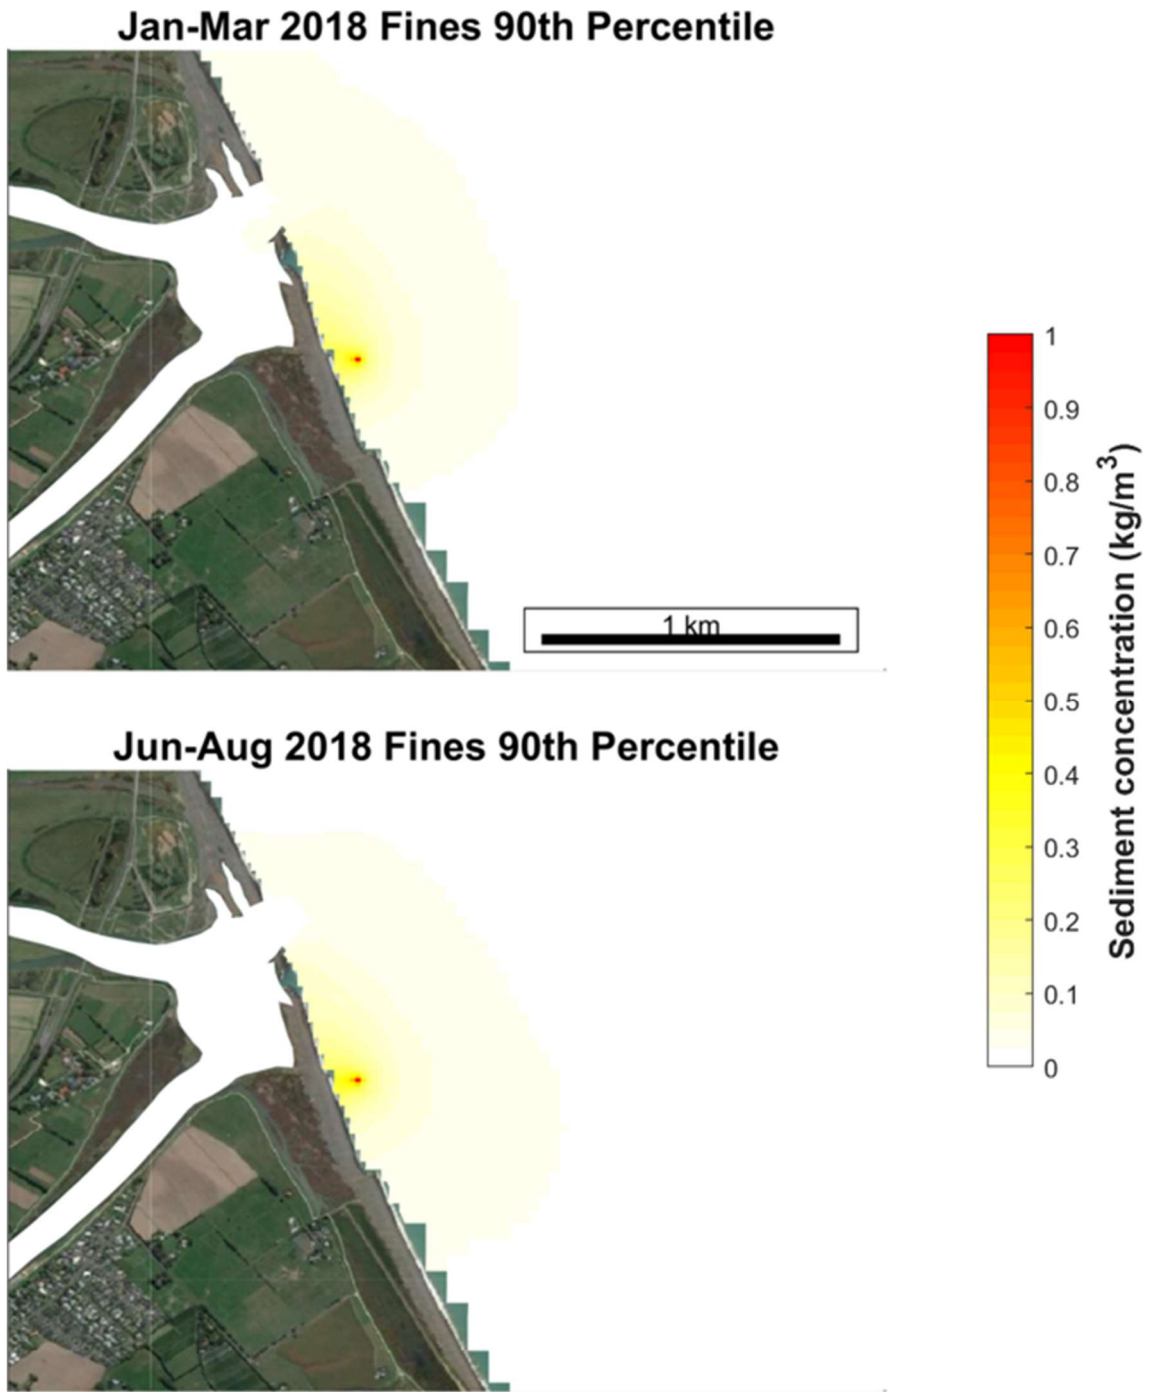 Jan-Mar 2018 Fines 90th Percentile
1 km
Jun-Aug 2018 Fines 90th Percentile
1
0.9
0.8
0.7
0.6
0.5
0.4
0.3
0.2
0.1
0
Sediment concentration (kg/m³)